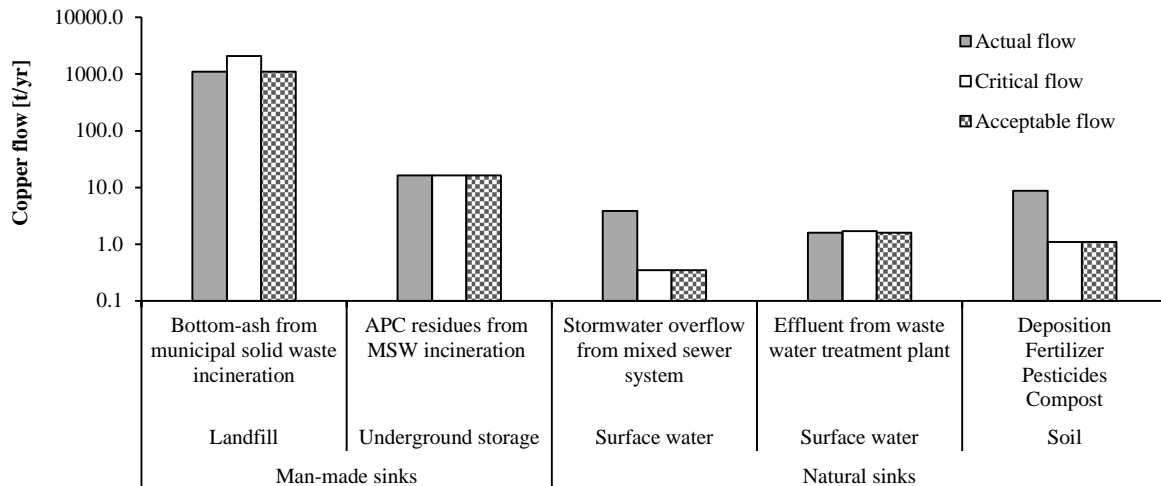 Copper flow [t/yr]
10000.0
1000.0
100.0
10.0
1.0
0.1
Actual flow
Critical flow
Acceptable flow
Bottom-ash from
municipal solid waste
incineration
APC residues from
MSW incineration
Stormwater overflow
from mixed sewer
system
Effluent from waste
water treatment plant
Deposition
Fertilizer
Pesticides
Compost
Landfill
Underground storage
Surface water
Surface water
Soil
Man-made sinks
Natural sinks